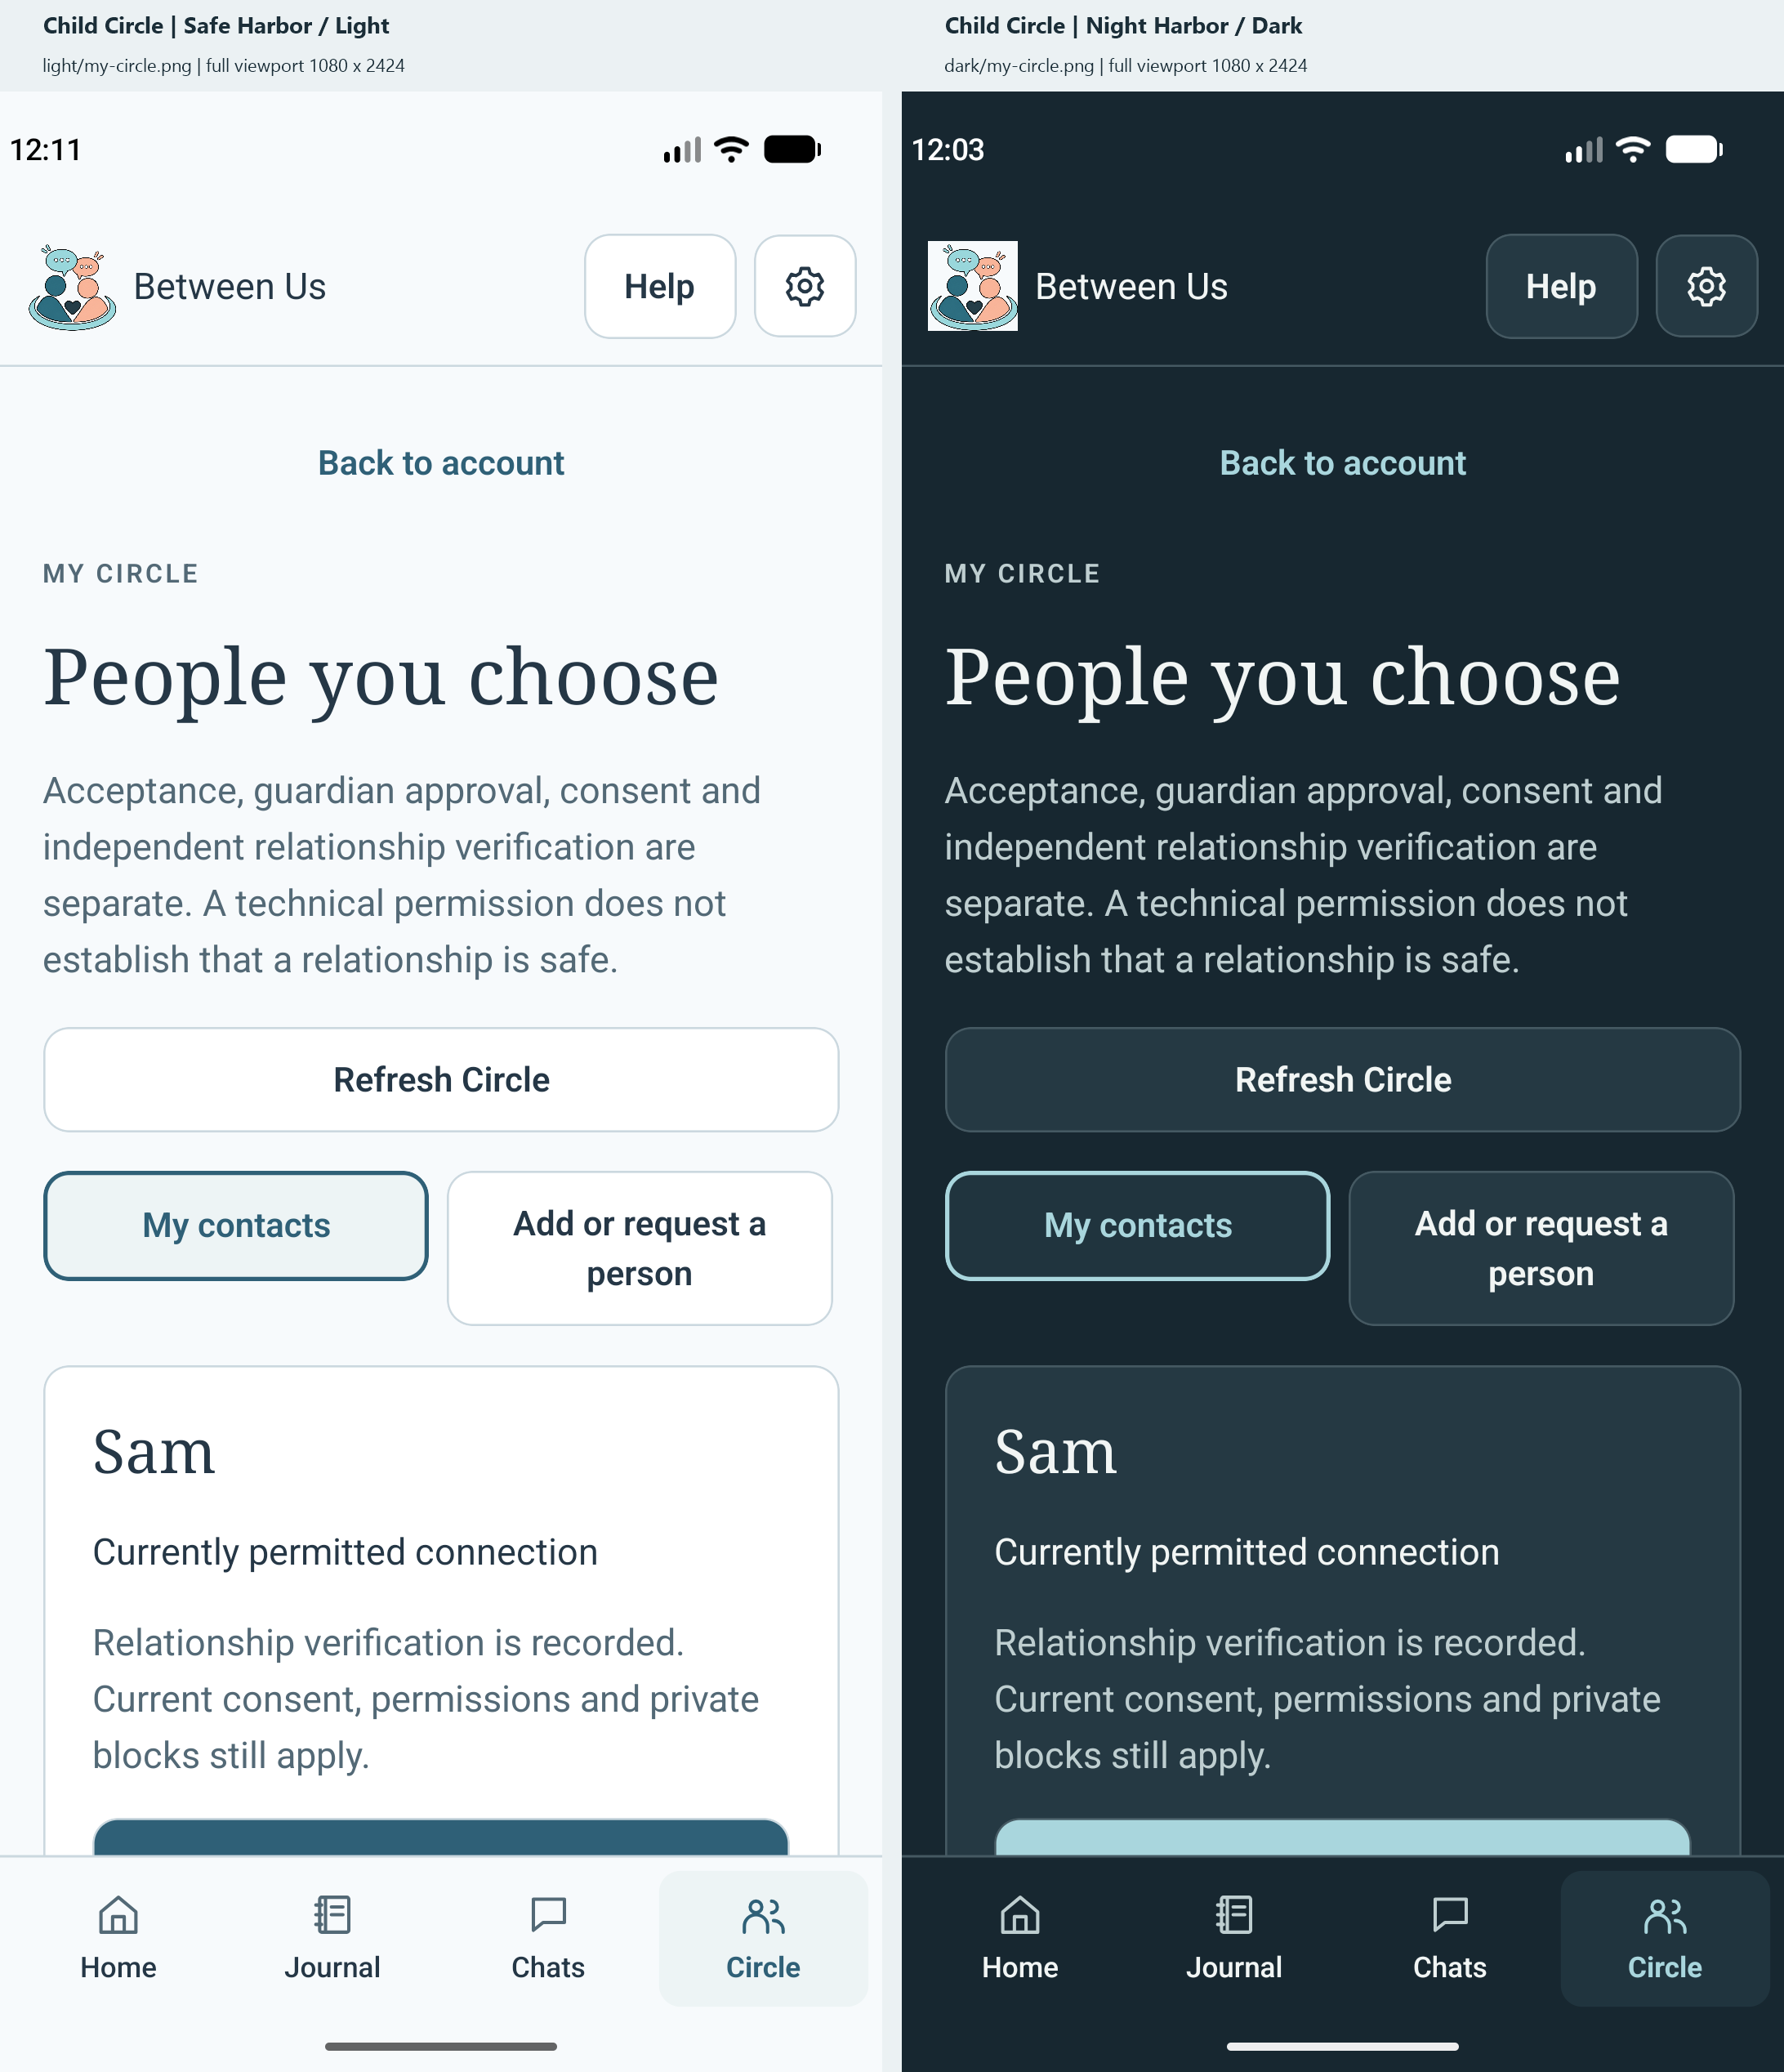 Child Circle | Safe Harbor / Light
light/my-circle.png | full viewport 1080 x 2424
12:11
Between Us
Help
Back to account
MY CIRCLE
People you choose
Acceptance, guardian approval, consent and
independent relationship verification are
separate. A technical permission does not
establish that a relationship is safe.
Refresh Circle
My contacts
Add or request a
person
Sam
Currently permitted connection
Relationship verification is recorded.
Current consent, permissions and private
blocks still apply.
Home
Journal
Chats
Circle
Child Circle | Night Harbor / Dark
dark/my-circle.png | full viewport 1080 x 2424
12:03
Between Us
Help
Back to account
MY CIRCLE
People you choose
Acceptance, guardian approval, consent and
independent relationship verification are
separate. A technical permission does not
establish that a relationship is safe.
Refresh Circle
My contacts
Add or request a
person
Sam
Currently permitted connection
Relationship verification is recorded.
Current consent, permissions and private
blocks still apply.
Home
Journal
Chats
Circle